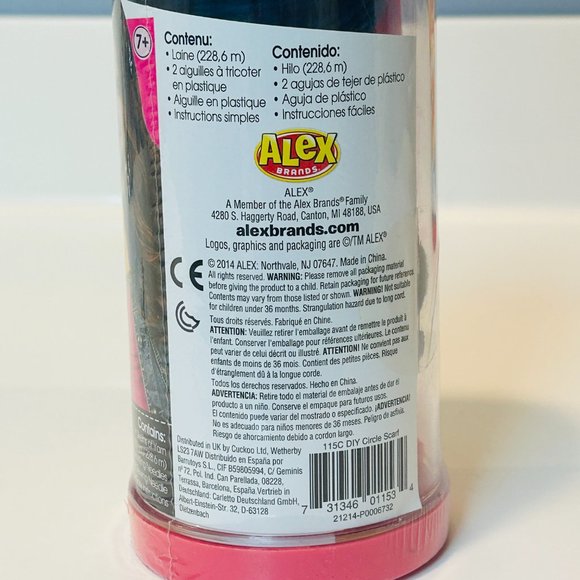 7+
Contenu:
• Laine (228,6 m)
• 2 aiguilles à tricoter
en plastique
• Aiguille en plastique
• Instructions simples
Contenido:
• Hilo (228,6 m)
• 2 agujas de tejer de plástico
• Aguja de plástico
• Instrucciones fáciles
ALEX
BRANDS
ALEX®
A Member of the Alex Brands® Family
4280 S. Haggerty Road, Canton, MI 48188, USA
alexbrands.com
Logos, graphics and packaging are ©/TM ALEX®
CE
© 2014 ALEX: Northvale, NJ 07647. Made in China.
All rights reserved. WARNING: Please remove all packaging material
before giving the product to a child. Retain packaging for future reference.
Contents may vary from those listed or shown. WARNING! Not suitable
for children under 36 months. Strangulation hazard due to long cord.
Tous droits réservés. Fabriqué en Chine.
ATTENTION: Veuillez retirer l'emballage avant de remettre le produit à
l'enfant. Conserver l'emballage pour références ultérieures. Le contenu
peut varier de celui décrit ou illustré. ATTENTION! Ne convient pas aux
enfants de moins de 36 mois. Contient des petites pièces. Risque
d'étranglement dû à la longue corde.
Todos los derechos reservados. Hecho en China.
ADVERTENCIA: Retire todo el material de embalaje antes de dar el
producto a un niño. Conserve el empaque para futuros usos.
El contenido puede variar del mostrado o especificado. ¡ADVERTENCIA!
No es adecuado para niños menores de 36 meses. Peligro de asfixia.
Riesgo de ahorcamiento debido a cordon largo.
Distributed in UK by Cuckoo Ltd, Wetherby
LS23 7AW Distribuido en España por
Barrutoys S.L., CIF B59805994, C/ Geminis
nº 72, Pol. Ind. Can Parellada, 08228,
Terrassa, Barcelona, España Vertrieb in
Deutschland: Carletto Deutschland GmbH,
Albert-Einstein-Str. 32, D-63128
Dietzenbach
115C DIY Circle Scarf
7 31346 01153 4
21214-P0006732
Contains: